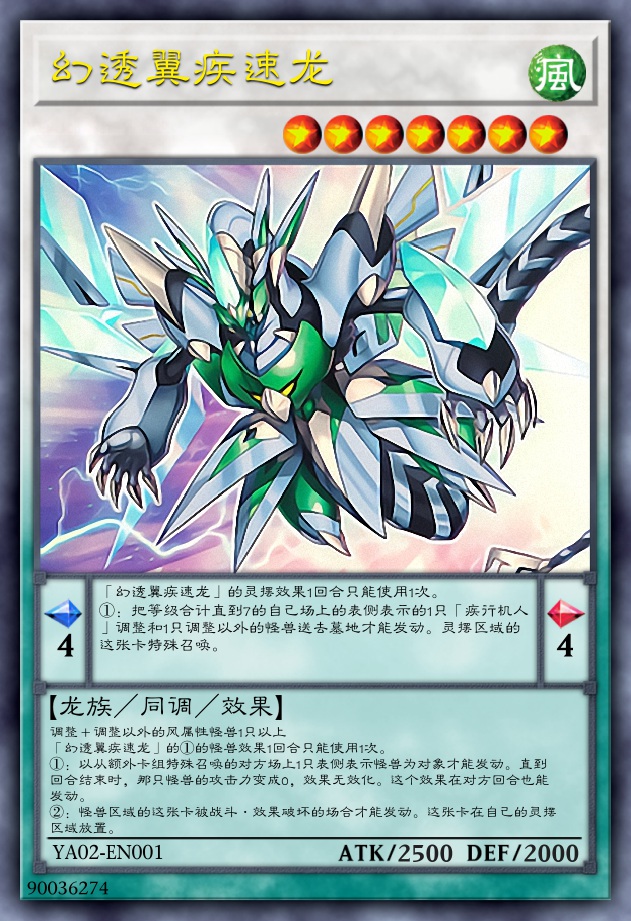 幻透翼疾速龙
風
「幻透翼疾速龙」的灵摆效果1回合只能使用1次。
①：把等级合计直到7的自己场上的表侧表示的1只「疾行机人
」调整和1只调整以外的怪兽送去墓地才能发动。灵摆区域的
这张卡特殊召唤。
4
4
【龙族／同调／效果】
调整＋调整以外的风属性怪兽1只以上
「幻透翼疾速龙」的①的怪兽效果1回合只能使用1次。
①：以从额外卡组特殊召唤的对方场上1只表侧表示怪兽为对象才能发动。直到
回合结束时，那只怪兽的攻击力变成0，效果无效化。这个效果在对方回合也能
发动。
②：怪兽区域的这张卡被战斗·效果破坏的场合才能发动。这张卡在自己的灵摆
区域放置。
YA02-EN001
ATK/2500 DEF/2000
90036274